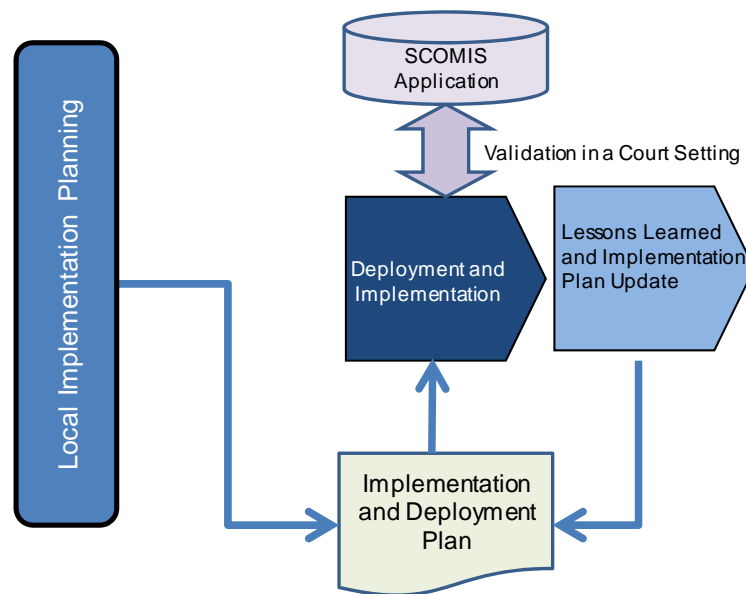 SCOMIS
Application
Local Implementation Planning
Validation in a Court Setting
Deployment and
Implementation
Lessons Learned
and Implementation
Plan Update
Implementation
and Deployment
Plan